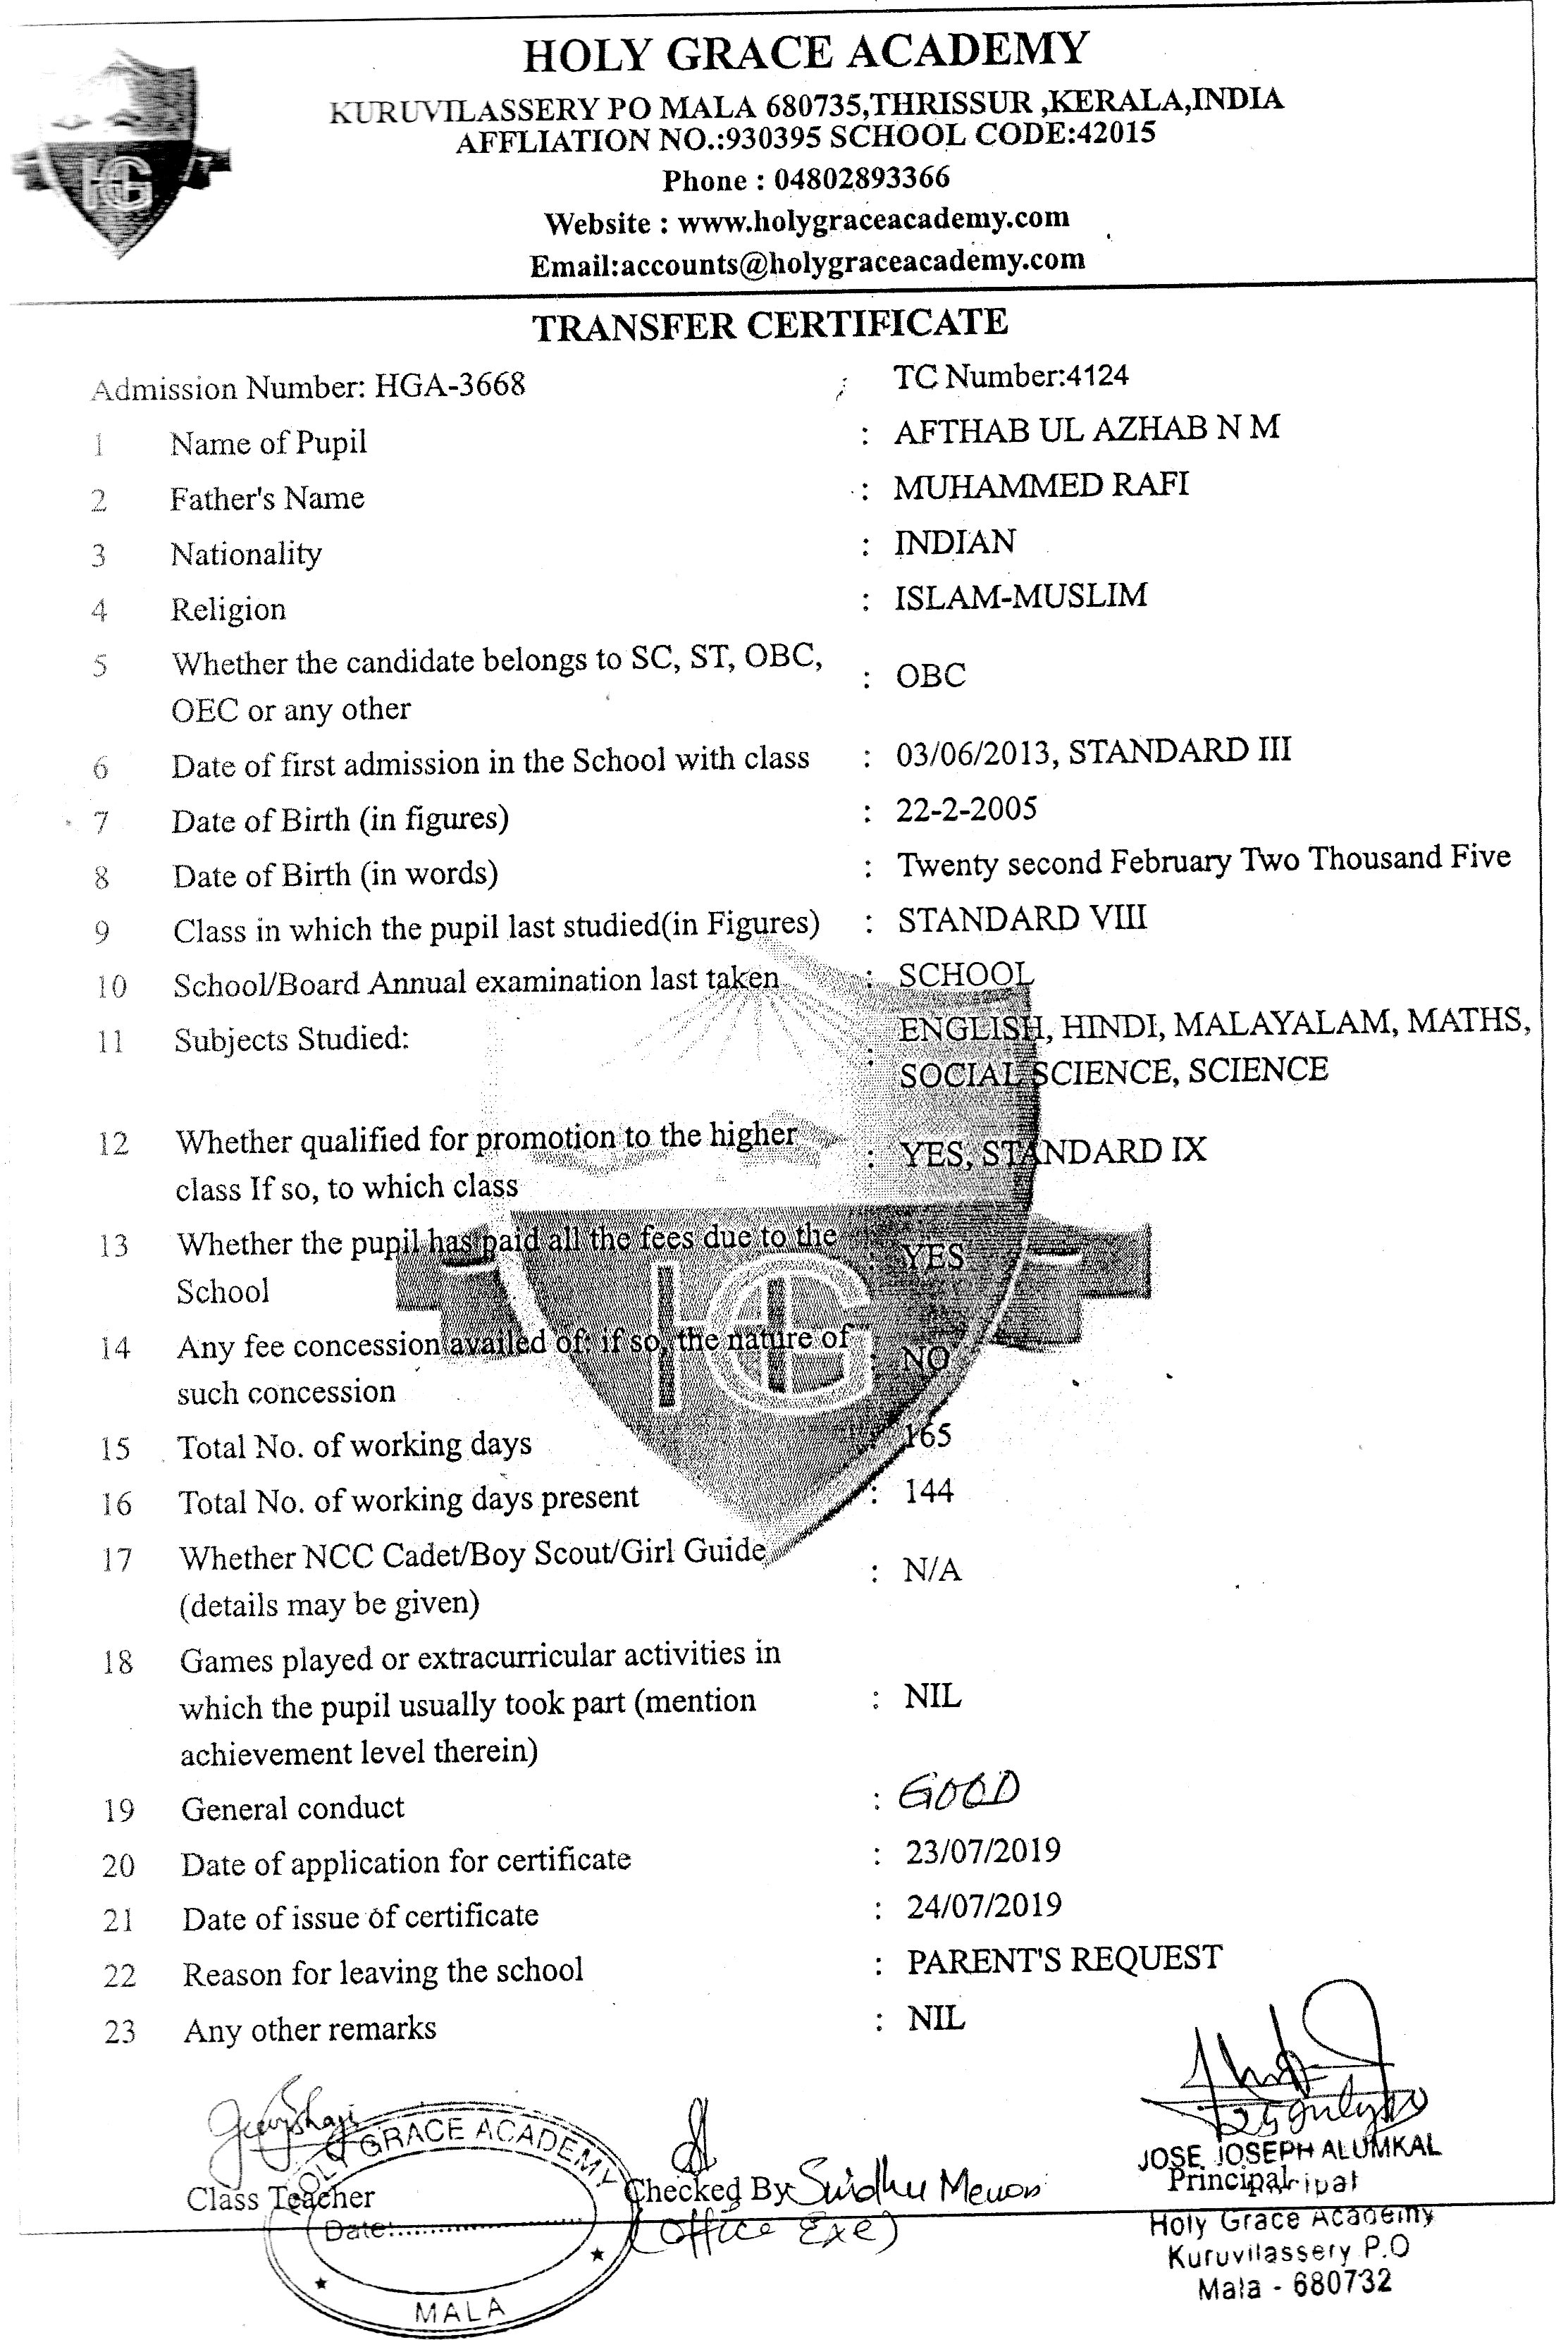 HG
HOLY GRACE ACADEMY
KURUVILASSERY PO MALA 680735,THRISSUR ,KERALA,INDIA
AFFLIATION NO.:930395 SCHOOL CODE:42015
Phone : 04802893366
Website : www.holygraceacademy.com
Email:accounts@holygraceacademy.com
TRANSFER CERTIFICATE
Admission Number: HGA-3668 TC Number:4124
1 Name of Pupil : AFTHAB UL AZHAB N M
2 Father's Name : MUHAMMED RAFI
3 Nationality : INDIAN
4 Religion : ISLAM-MUSLIM
5 Whether the candidate belongs to SC, ST, OBC,
OEC or any other : OBC
6 Date of first admission in the School with class : 03/06/2013, STANDARD III
7 Date of Birth (in figures) : 22-2-2005
8 Date of Birth (in words) : Twenty second February Two Thousand Five
9 Class in which the pupil last studied(in Figures) : STANDARD VIII
10 School/Board Annual examination last taken : SCHOOL
11 Subjects Studied: : ENGLISH, HINDI, MALAYALAM, MATHS,
SOCIAL SCIENCE, SCIENCE
12 Whether qualified for promotion to the higher
class If so, to which class : YES, STANDARD IX
13 Whether the pupil has paid all the fees due to the
School : YES
14 Any fee concession availed of: if so, the nature of
such concession : NO
15 Total No. of working days : 165
16 Total No. of working days present : 144
17 Whether NCC Cadet/Boy Scout/Girl Guide
(details may be given) : N/A
18 Games played or extracurricular activities in
which the pupil usually took part (mention : NIL
achievement level therein)
19 General conduct : GOOD
20 Date of application for certificate : 23/07/2019
21 Date of issue of certificate : 24/07/2019
22 Reason for leaving the school : PARENT'S REQUEST
23 Any other remarks : NIL
HOLY GRACE ACADEMY
MALA
Date:
Class Teacher
Checked By Menon
(Office Exe)
JOSE JOSEPH ALUMKAL
Principal
Holy Grace Academy
Kuruvilassery P.O
Mala - 680732